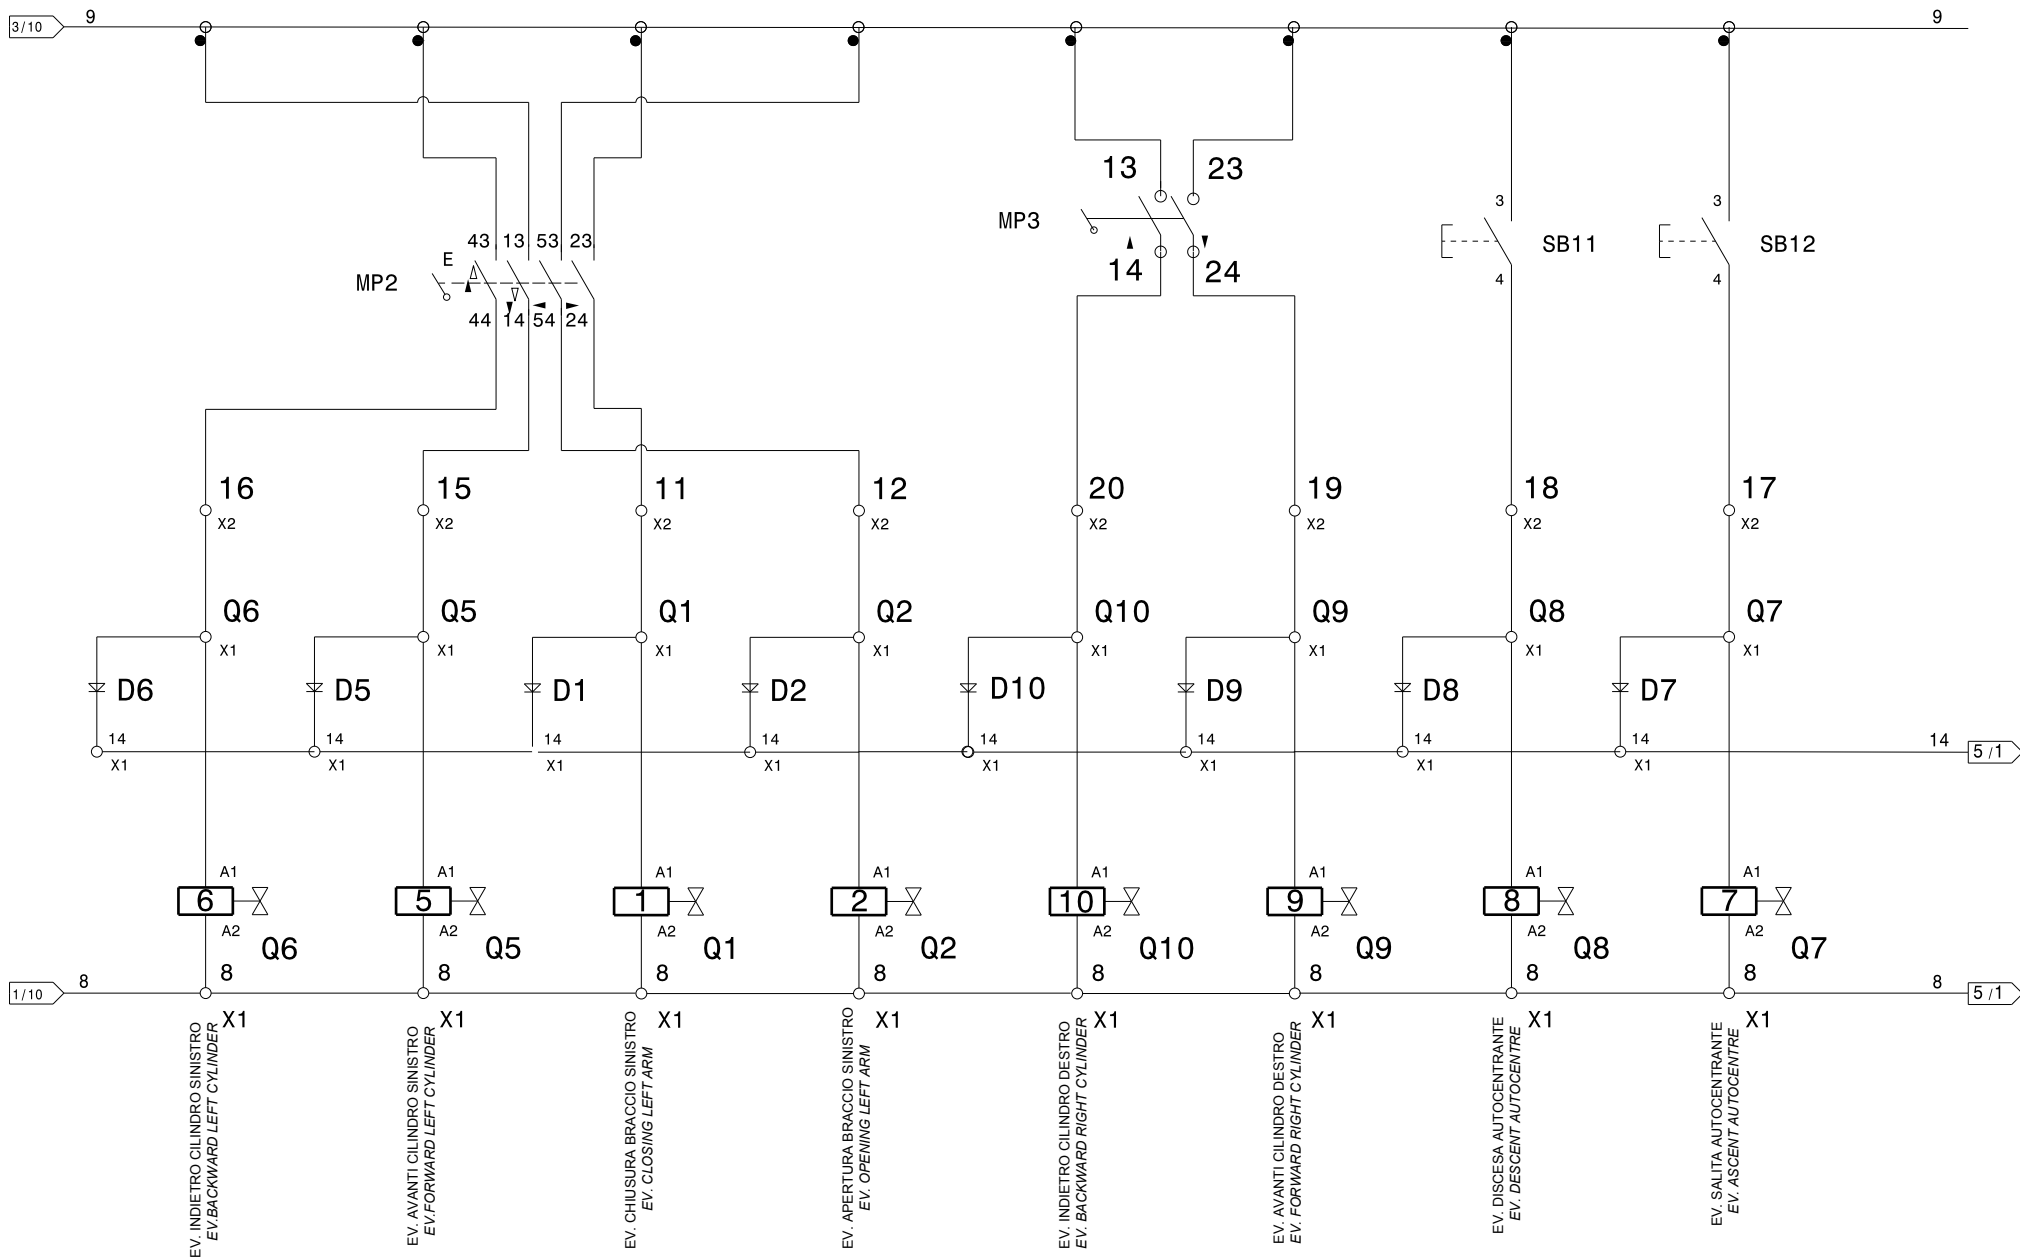 3/10 9 9
13 23
MP3
3 3
SB11 SB12
43 13 53 23
E
MP2
14 24
4 4
44 14 54 24
16 15 11 12 20 19 18 17
X2 X2 X2 X2 X2 X2 X2 X2
Q6 Q5 Q1 Q2 Q10 Q9 Q8 Q7
X1 X1 X1 X1 X1 X1 X1 X1
D6 D5 D1 D2 D10 D9 D8 D7
14 14 14 14 14 14 14 14 14 5/1
X1 X1 X1 X1 X1 X1 X1 X1
A1 A1 A1 A1 A1 A1 A1 A1
6 5 1 2 10 9 8 7
A2 A2 A2 A2 A2 A2 A2 A2
Q6 Q5 Q1 Q2 Q10 Q9 Q8 Q7
1/10 8 8 8 8 8 8 8 8 8 8 5/1
X1 X1 X1 X1 X1 X1 X1 X1
EV. INDIETRO CILINDRO SINISTRO
EV.BACKWARD LEFT CYLINDER
EV. AVANTI CILINDRO SINISTRO
EV.FORWARD LEFT CYLINDER
EV. CHIUSURA BRACCIO SINISTRO
EV. CLOSING LEFT ARM
EV. APERTURA BRACCIO SINISTRO
EV. OPENING LEFT ARM
EV. INDIETRO CILINDRO DESTRO
EV. BACKWARD RIGHT CYLINDER
EV. AVANTI CILINDRO DESTRO
EV. FORWARD RIGHT CYLINDER
EV. DISCESA AUTOCENTRANTE
EV. DESCENT AUTOCENTRE
EV. SALITA AUTOCENTRANTE
EV. ASCENT AUTOCENTRE